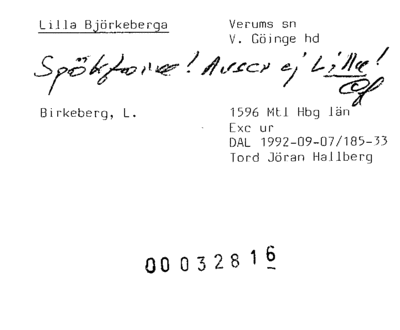 Lilla Björkeberga
Verums sn
V. Göinge hd
Spökform! Avser ej Lilla!
Birkeberg, L.
1596 Mtl Hbg län
Exc ur
DAL 1992-09-07/185-33
Tord Jöran Hallberg
00032816